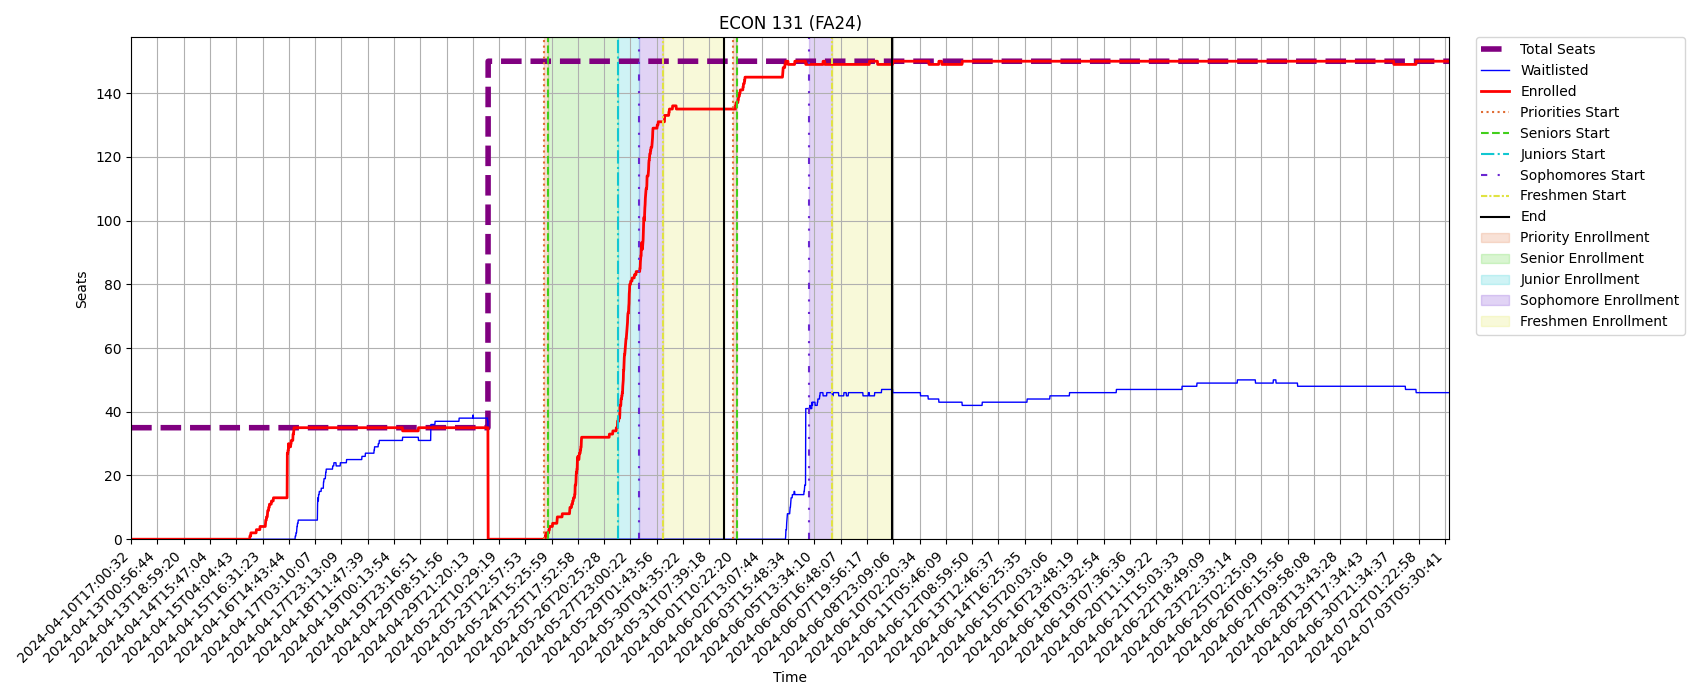 ECON 131 (FA24)
Seats
0
20
40
60
80
100
120
140
2024-04-10T17:00:32
2024-04-13T00:56:44
2024-04-13T18:59:20
2024-04-14T15:47:04
2024-04-15T04:04:43
2024-04-15T16:31:23
2024-04-16T14:43:44
2024-04-17T03:10:07
2024-04-17T23:13:09
2024-04-18T11:47:39
2024-04-19T00:13:54
2024-04-19T23:16:51
2024-04-29T08:51:56
2024-04-29T21:20:13
2024-05-22T10:29:31
2024-05-23T12:57:53
2024-05-24T15:25:59
2024-05-25T17:52:58
2024-05-26T20:25:28
2024-05-27T23:00:22
2024-05-29T01:43:56
2024-05-30T04:35:22
2024-05-31T07:39:18
2024-06-01T10:22:20
2024-06-02T13:07:44
2024-06-03T15:48:34
2024-06-05T13:34:10
2024-06-06T16:48:07
2024-06-07T19:56:17
2024-06-08T23:09:06
2024-06-10T02:20:34
2024-06-11T05:46:09
2024-06-12T08:59:50
2024-06-13T12:46:37
2024-06-14T16:25:35
2024-06-15T20:03:06
2024-06-16T23:48:19
2024-06-18T03:32:54
2024-06-19T07:36:36
2024-06-20T11:19:22
2024-06-21T15:03:33
2024-06-22T18:49:09
2024-06-23T22:33:14
2024-06-25T02:25:09
2024-06-26T06:15:56
2024-06-27T09:58:08
2024-06-28T13:43:28
2024-06-29T17:34:43
2024-06-30T21:34:37
2024-07-02T01:22:58
2024-07-03T05:30:41
Time
Total Seats
Waitlisted
Enrolled
Priorities Start
Seniors Start
Juniors Start
Sophomores Start
Freshmen Start
End
Priority Enrollment
Senior Enrollment
Junior Enrollment
Sophomore Enrollment
Freshmen Enrollment